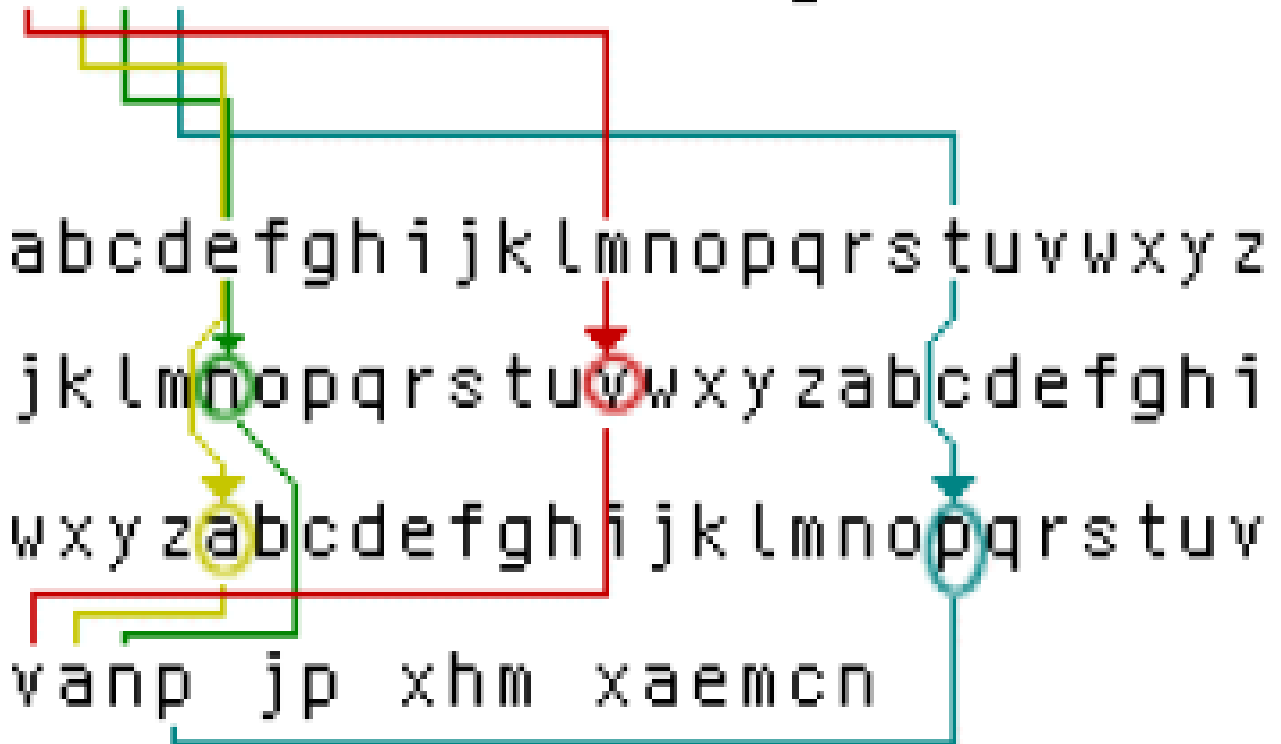 abcdefghijklmnopqrstuvwxyz
jklmnopqrstuvwxyzabcdefghi
wxyzabcdefghijklmnopqrstuv
vanp jp xhm xaemcn